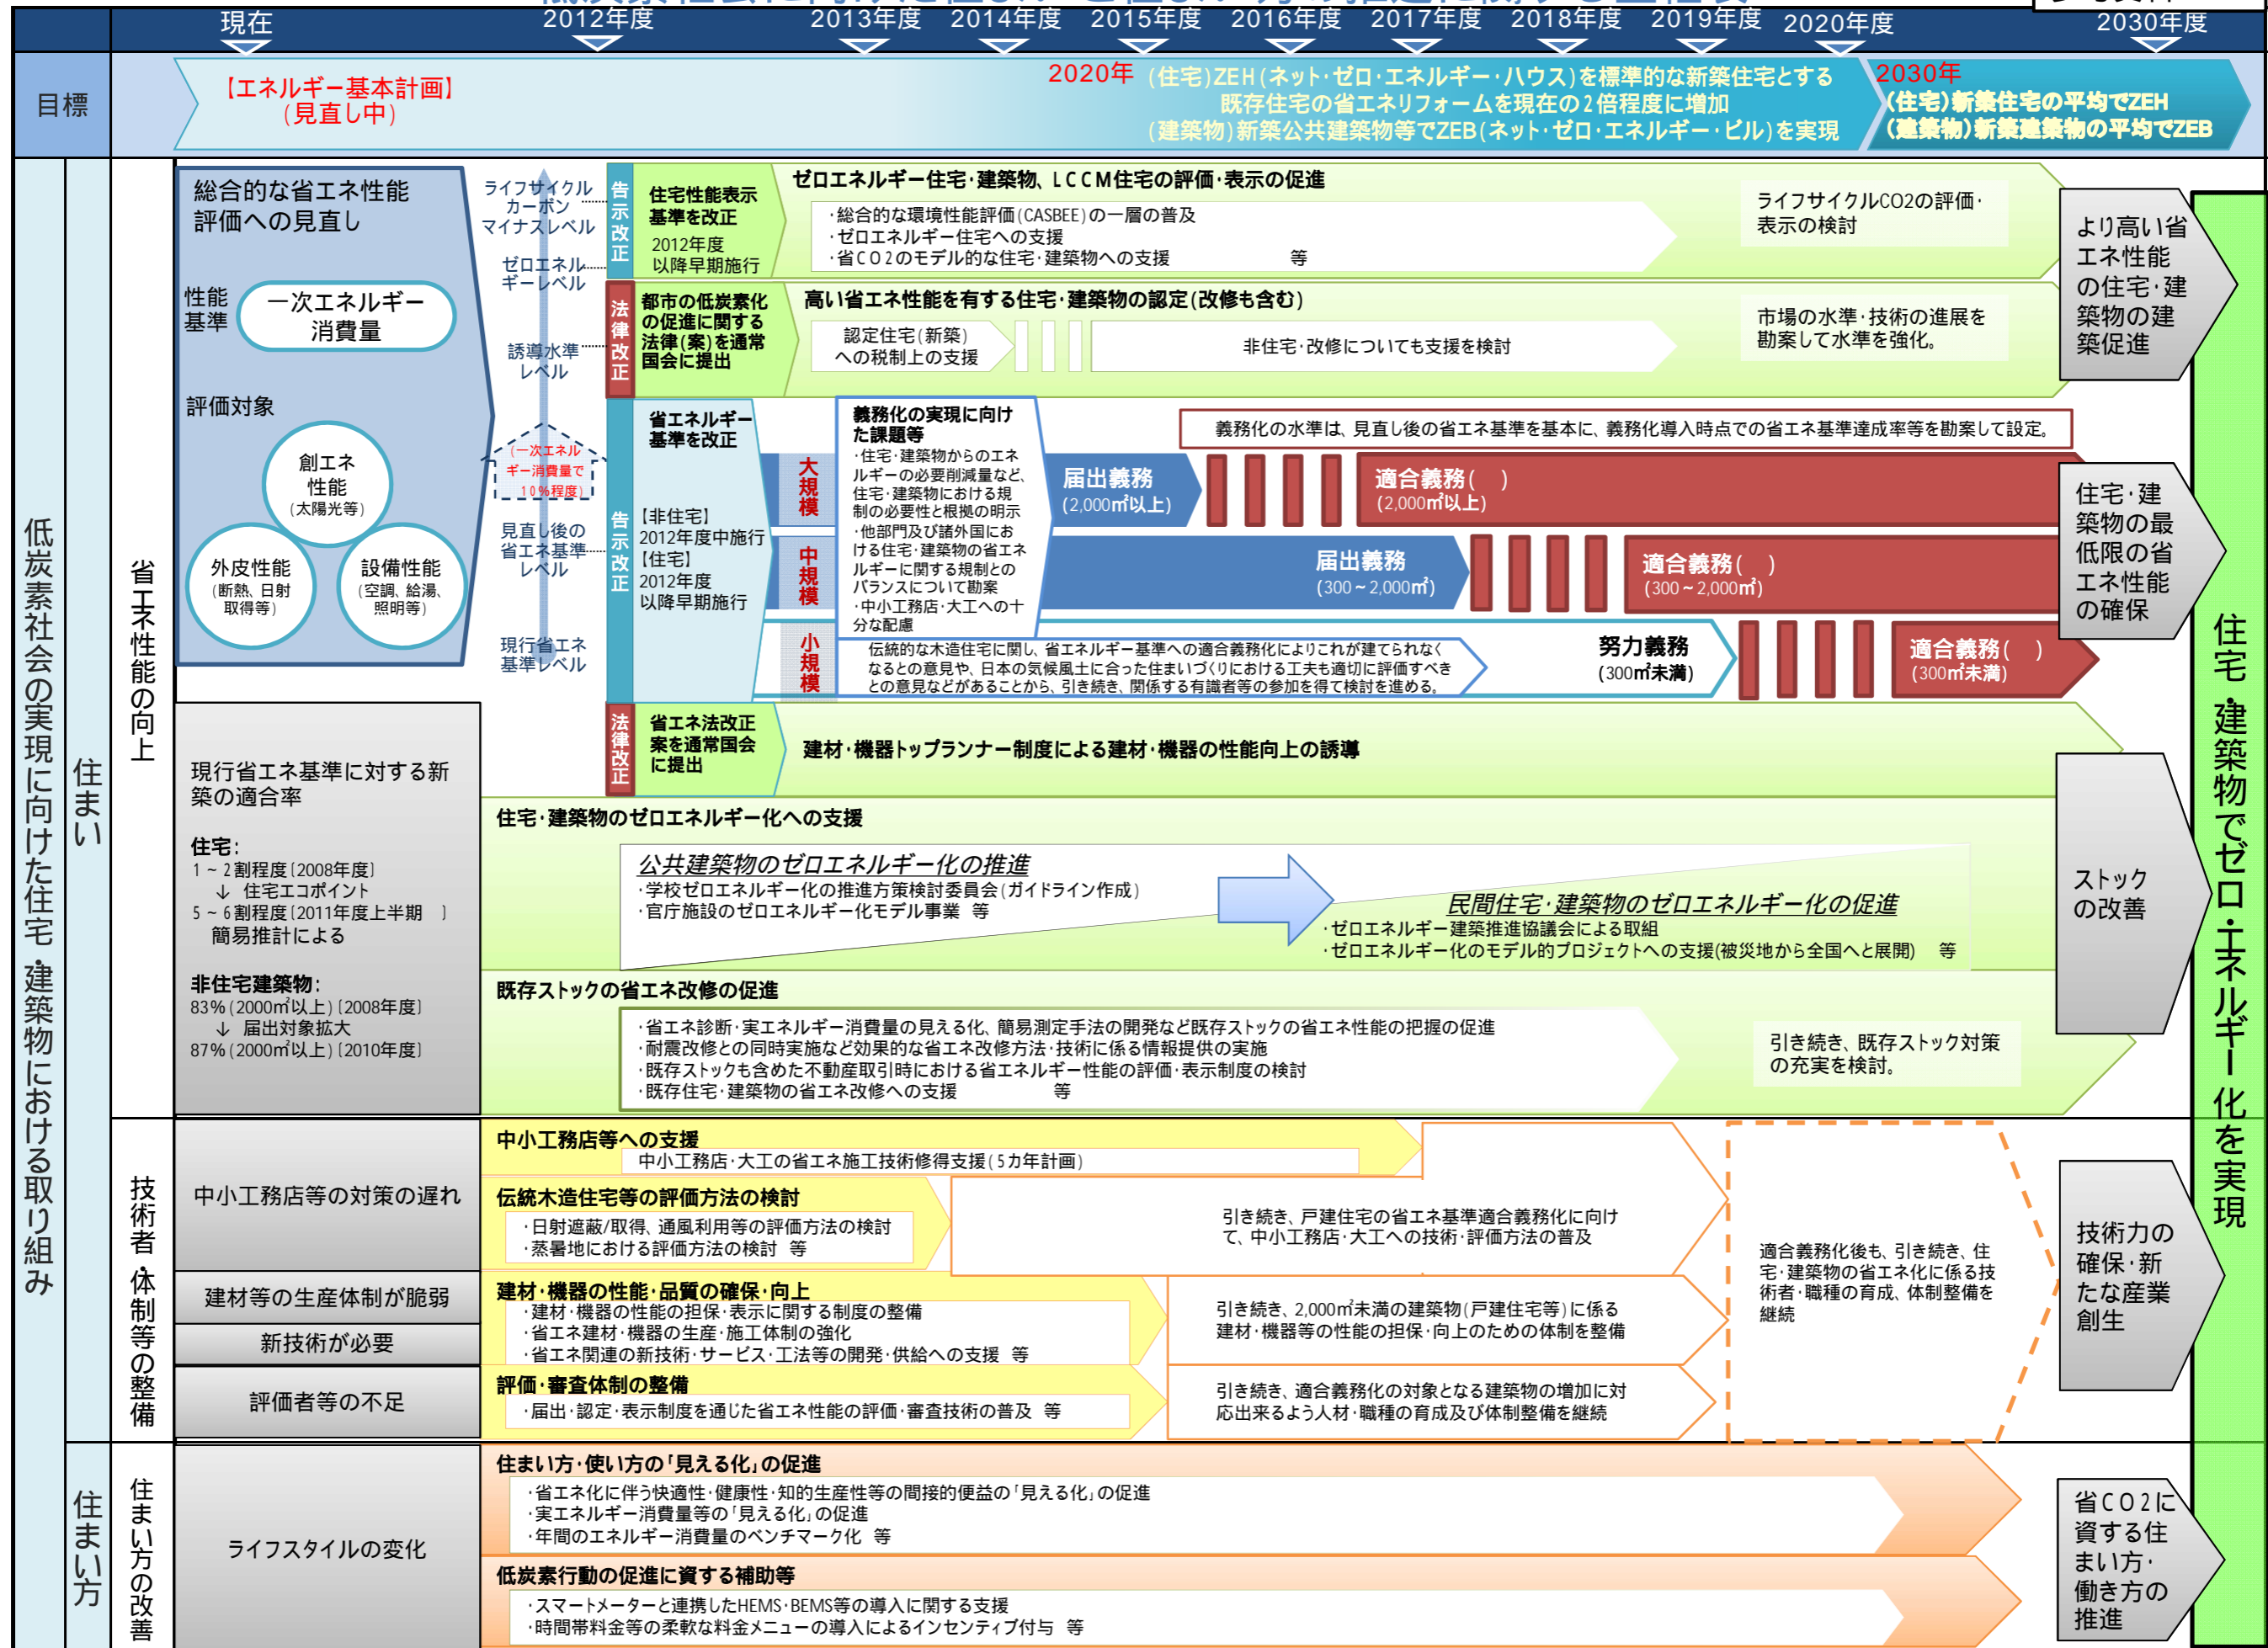 現在
2012年度
2013年度
2014年度
2015年度
2016年度
2017年度
2018年度
2019年度
2020年度
2030年度
目標
【エネルギー基本計画】
(見直し中)
2020年 (住宅)ZEH(ネット・ゼロ・エネルギー・ハウス)を標準的な新築住宅とする
既存住宅の省エネリフォームを現在の2倍程度に増加
(建築物)新築公共建築物等でZEB(ネット・ゼロ・エネルギー・ビル)を実現
2030年
(住宅)新築住宅の平均でZEH
(建築物)新築建築物の平均でZEB
低炭素社会の実現に向けた住宅・建築物における取り組み
住まい
省エネ性能の向上
総合的な省エネ性能
評価への見直し
性能
基準
一次エネルギー
消費量
評価対象
創エネ
性能
(太陽光等)
外皮性能
(断熱、日射
取得等)
設備性能
(空調、給湯、
照明等)
ライフサイクル
カーボン
マイナスレベル
ゼロエネル
ギーレベル
誘導水準
レベル
(一次エネル
ギー消費量で
10%程度)
見直し後の
省エネ基準
レベル
現行省エネ
基準レベル
告示改正
住宅性能表示
基準を改正
2012年度
以降早期施行
ゼロエネルギー住宅・建築物、LCCM住宅の評価・表示の促進
・総合的な環境性能評価(CASBEE)の一層の普及
・ゼロエネルギー住宅への支援
・省CO2のモデル的な住宅・建築物への支援 等
ライフサイクルCO2の評価・
表示の検討
法律改正
都市の低炭素化
の促進に関する
法律(案)を通常
国会に提出
高い省エネ性能を有する住宅・建築物の認定(改修も含む)
認定住宅(新築)
への税制上の支援
非住宅・改修についても支援を検討
市場の水準・技術の進展を
勘案して水準を強化。
より高い省
エネ性能
の住宅・建
築物の建
築促進
告示改正
省エネルギー
基準を改正
【非住宅】
2012年度中施行
【住宅】
2012年度
以降早期施行
大規模
中規模
小規模
義務化の実現に向け
た課題等
・住宅・建築物からのエネ
ルギーの必要削減量など、
住宅・建築物における規
制の必要性と根拠の明示
・他部門及び諸外国にお
ける住宅・建築物の省エネ
ルギーに関する規制との
バランスについて勘案
・中小工務店・大工への十
分な配慮
義務化の水準は、見直し後の省エネ基準を基本に、義務化導入時点での省エネ基準達成率等を勘案して設定。
届出義務
(2,000㎡以上)
適合義務( )
(2,000㎡以上)
届出義務
(300~2,000㎡)
適合義務( )
(300~2,000㎡)
伝統的な木造住宅に関し、省エネルギー基準への適合義務化によりこれが建てられなく
なるとの意見や、日本の気候風土に合った住まいづくりにおける工夫も適切に評価すべき
との意見などがあることから、引き続き、関係する有識者等の参加を得て検討を進める。
努力義務
(300㎡未満)
適合義務( )
(300㎡未満)
住宅・建
築物の最
低限の省
エネ性能
の確保
法律改正
省エネ法改正
案を通常国会
に提出
建材・機器トップランナー制度による建材・機器の性能向上の誘導
現行省エネ基準に対する新
築の適合率
住宅:
1~2割程度[2008年度]
↓ 住宅エコポイント
5~6割程度[2011年度上半期 ]
簡易推計による
非住宅建築物:
83%(2000㎡以上)[2008年度]
↓ 届出対象拡大
87%(2000㎡以上)[2010年度]
住宅・建築物のゼロエネルギー化への支援
公共建築物のゼロエネルギー化の推進
・学校ゼロエネルギー化の推進方策検討委員会(ガイドライン作成)
・官庁施設のゼロエネルギー化モデル事業 等
民間住宅・建築物のゼロエネルギー化の促進
・ゼロエネルギー建築推進協議会による取組
・ゼロエネルギー化のモデル的プロジェクトへの支援(被災地から全国へと展開) 等
既存ストックの省エネ改修の促進
・省エネ診断・実エネルギー消費量の見える化、簡易測定手法の開発など既存ストックの省エネ性能の把握の促進
・耐震改修との同時実施など効果的な省エネ改修方法・技術に係る情報提供の実施
・既存ストックも含めた不動産取引時における省エネルギー性能の評価・表示制度の検討
・既存住宅・建築物の省エネ改修への支援 等
引き続き、既存ストック対策
の充実を検討。
ストック
の改善
住宅・建築物でゼロ・エネルギー化を実現
技術者・体制等の整備
中小工務店等の対策の遅れ
建材等の生産体制が脆弱
新技術が必要
評価者等の不足
中小工務店等への支援
中小工務店・大工の省エネ施工技術修得支援(5カ年計画)
伝統木造住宅等の評価方法の検討
・日射遮蔽/取得、通風利用等の評価方法の検討
・蒸暑地における評価方法の検討 等
引き続き、戸建住宅の省エネ基準適合義務化に向け
て、中小工務店・大工への技術・評価方法の普及
建材・機器の性能・品質の確保・向上
・建材・機器の性能の担保・表示に関する制度の整備
・省エネ建材・機器の生産・施工体制の強化
・省エネ関連の新技術・サービス・工法等の開発・供給への支援 等
引き続き、2,000㎡未満の建築物(戸建住宅等)に係る
建材・機器等の性能の担保・向上のための体制を整備
評価・審査体制の整備
・届出・認定・表示制度を通じた省エネ性能の評価・審査技術の普及 等
引き続き、適合義務化の対象となる建築物の増加に対
応出来るよう人材・職種の育成及び体制整備を継続
適合義務化後も、引き続き、住
宅・建築物の省エネ化に係る技
術者・職種の育成、体制整備を
継続
技術力の
確保・新
たな産業
創生
住まい方
住まい方の改善
ライフスタイルの変化
住まい方・使い方の「見える化」の促進
・省エネ化に伴う快適性・健康性・知的生産性等の間接的便益の「見える化」の促進
・実エネルギー消費量等の「見える化」の促進
・年間のエネルギー消費量のベンチマーク化 等
低炭素行動の促進に資する補助等
・スマートメーターと連携したHEMS・BEMS等の導入に関する支援
・時間帯料金等の柔軟な料金メニューの導入によるインセンティブ付与 等
省CO2に
資する住
まい方・
働き方の
推進